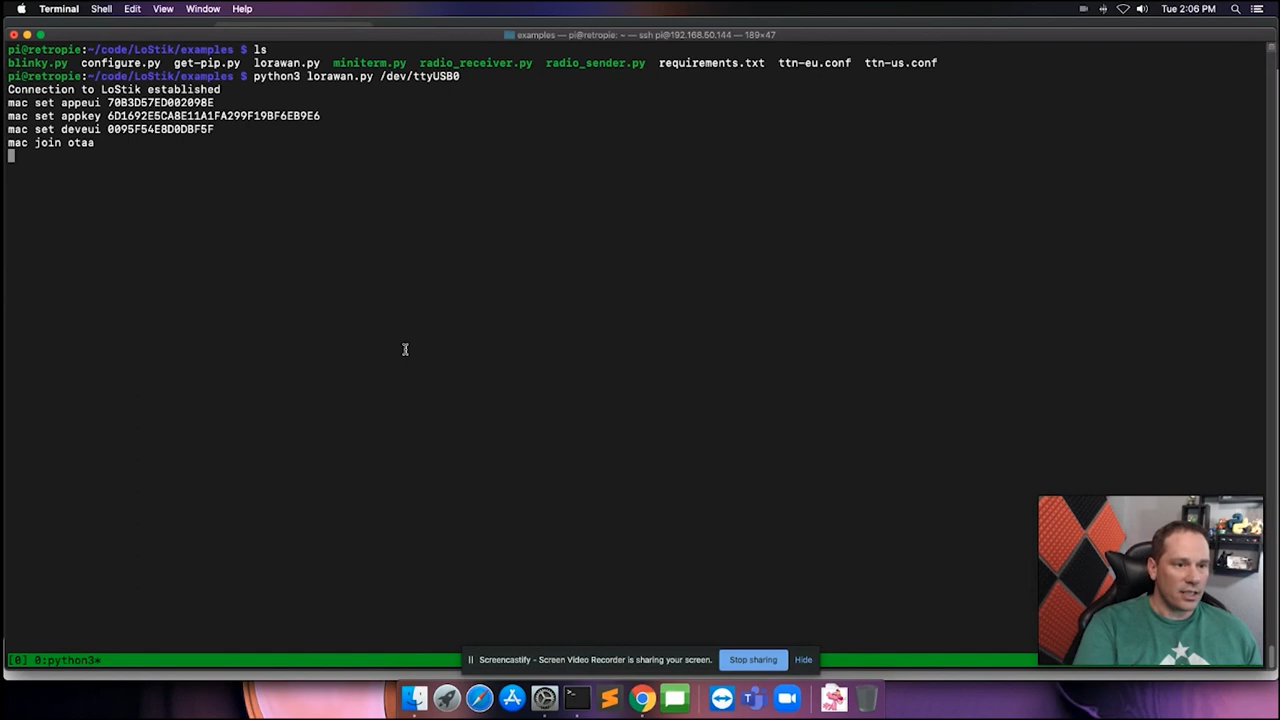 Terminal Shell Edit View Window Help Tue 2:06 PM
examples — pi@retropie: ~ — ssh pi@192.168.50.144 — 189×47
pi@retropie:~/code/LoStik/examples $ ls
blinky.py configure.py get-pip.py lorawan.py miniterm.py radio_receiver.py radio_sender.py requirements.txt ttn-eu.conf ttn-us.conf
pi@retropie:~/code/LoStik/examples $ python3 lorawan.py /dev/ttyUSB0
Connection to LoStik established
mac set appeui 70B3D57ED002098E
mac set appkey 6D1692E5CA8E11A1FA299F19BF6EB9E6
mac set deveui 0095F54E8D0DBF5F
mac join otaa
[0] 0:python3*
Screencastify - Screen Video Recorder is sharing your screen. Stop sharing Hide